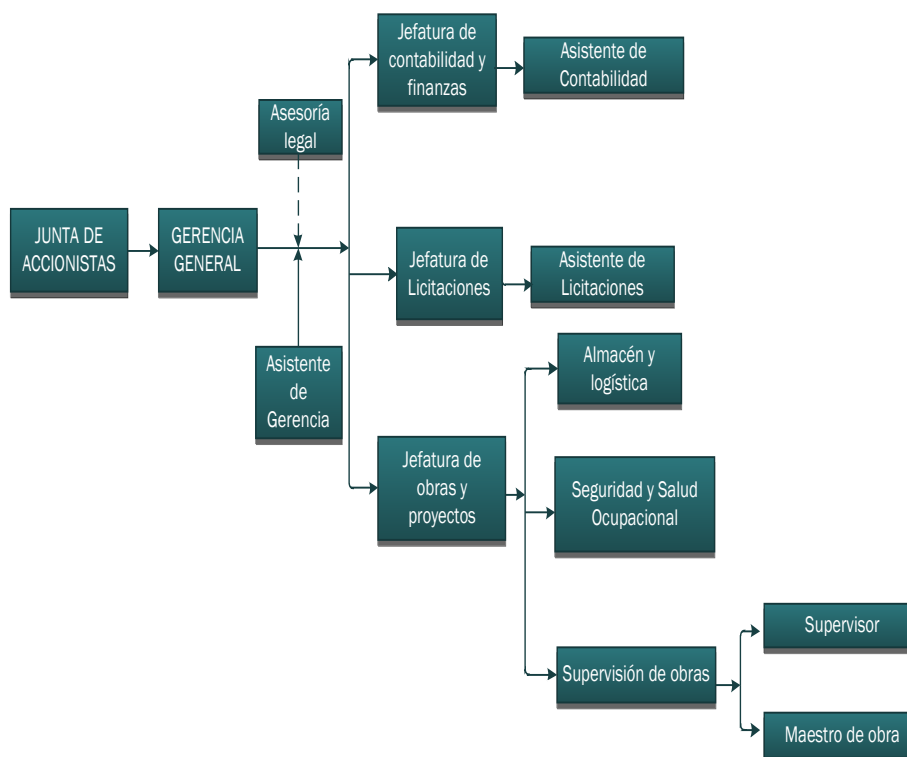 Jefatura de
contabilidad y
finanzas
Asistente de
Contabilidad
Asesoría
legal
JUNTA DE
ACCIONISTAS
GERENCIA
GENERAL
Jefatura de
Licitaciones
Asistente de
Licitaciones
Asistente
de
Gerencia
Almacén y
logística
Jefatura de
obras y
proyectos
Seguridad y Salud
Ocupacional
Supervisión de obras
Supervisor
Maestro de obra